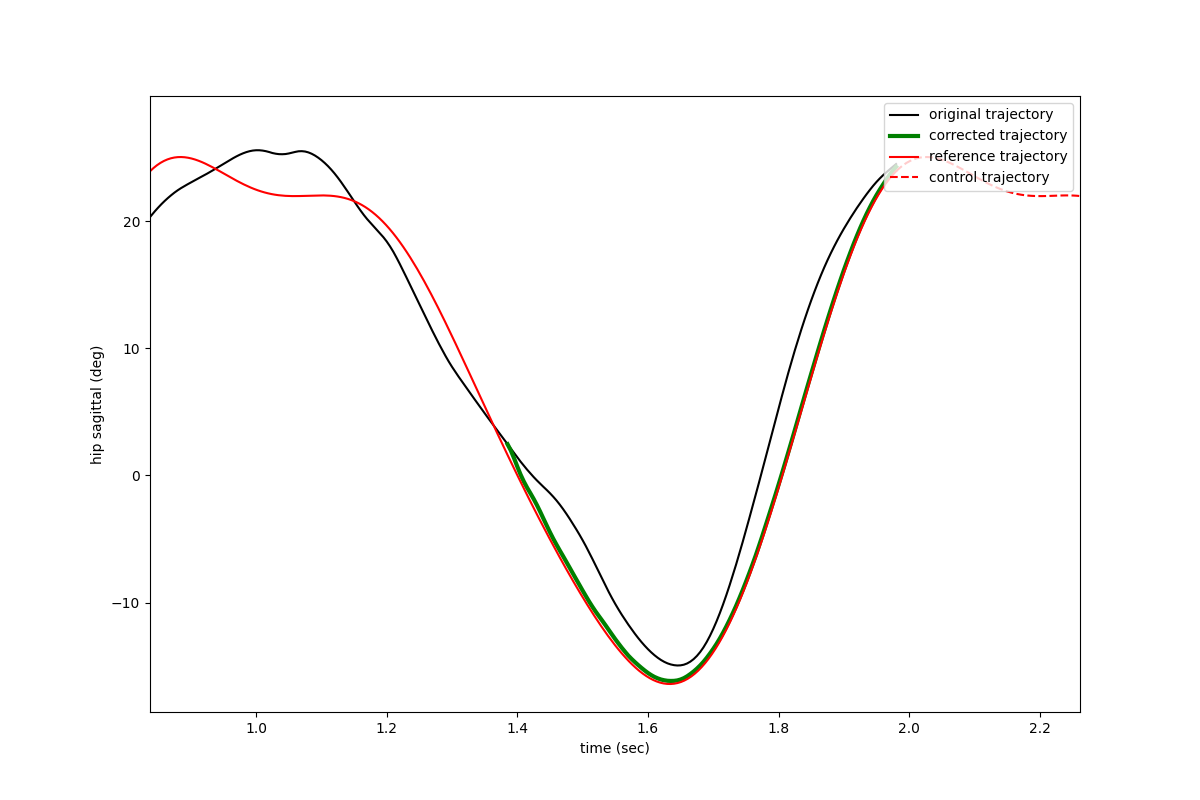 original trajectory
corrected trajectory
reference trajectory
control trajectory
20
10
0
−10
hip sagittal (deg)
1.0 1.2 1.4 1.6 1.8 2.0 2.2
time (sec)